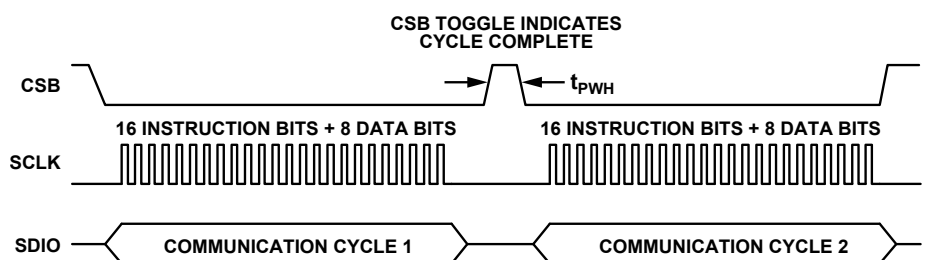 CSB TOGGLE INDICATES
CYCLE COMPLETE
CSB
tPWH
16 INSTRUCTION BITS + 8 DATA BITS
16 INSTRUCTION BITS + 8 DATA BITS
SCLK
SDIO
COMMUNICATION CYCLE 1
COMMUNICATION CYCLE 2